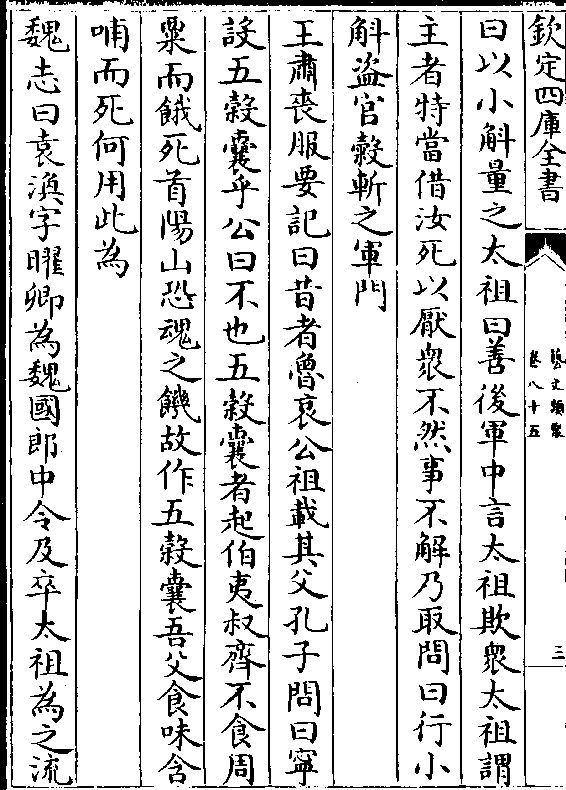 欽定四庫全書
藝文類聚
卷八十五
三
曰以小斛量之太祖曰善後軍中言太祖欺衆太祖謂
主者特當借汝死以厭衆不然事不解乃取問曰行小
斛盗官穀斬之軍門
王肅喪服要記曰昔者魯哀公祖載其父孔子問曰寧
設五穀囊乎公曰不也五穀囊者起伯夷叔齊不食周
粟而餓死首陽山恐魂之饑故作五穀囊吾父食味含
哺而死何用此為
魏志曰袁渙字曜卿為魏國郎中令及卒太祖為之流